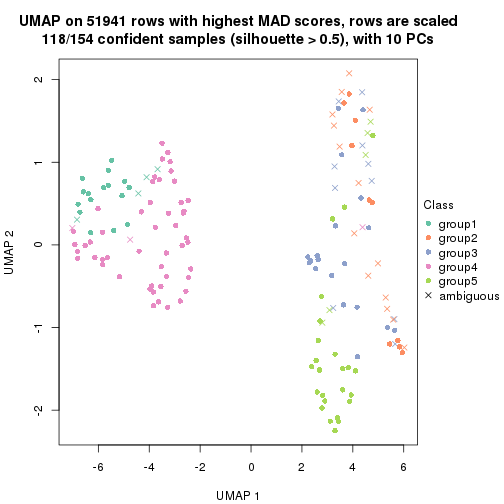 UMAP on 51941 rows with highest MAD scores, rows are scaled
118/154 confident samples (silhouette > 0.5), with 10 PCs
2
1
0
-1
-2
UMAP 2
-6
-4
-2
0
2
4
6
UMAP 1
Class
group1
group2
group3
group4
group5
ambiguous